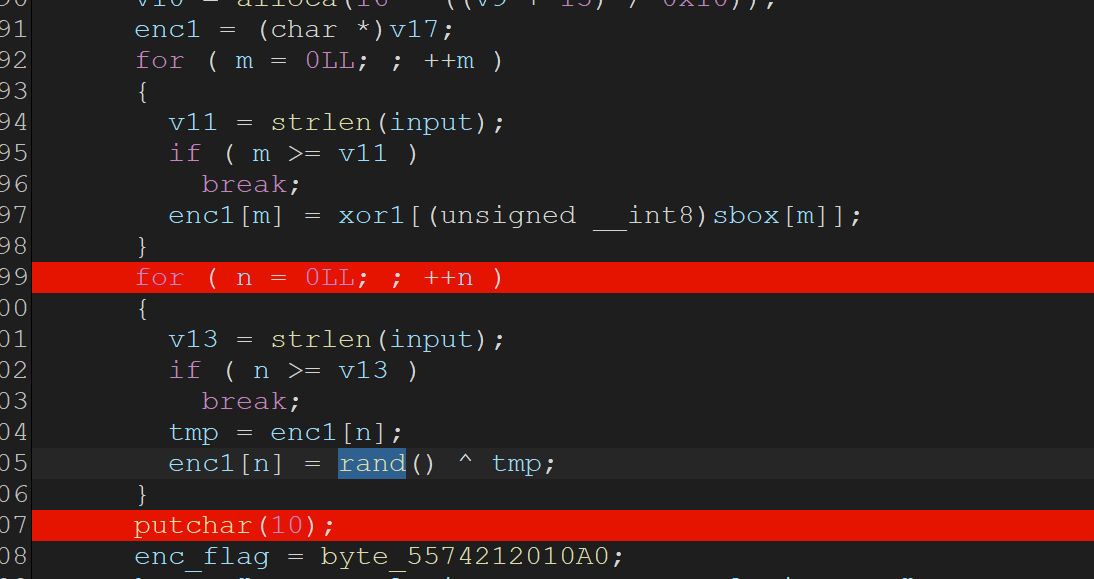 91 enc1 = (char *)v17;
92 for ( m = 0LL; ; ++m )
93 {
94 v11 = strlen(input);
95 if ( m >= v11 )
96 break;
97 enc1[m] = xor1[(unsigned __int8)sbox[m]];
98 }
99 for ( n = 0LL; ; ++n )
00 {
01 v13 = strlen(input);
02 if ( n >= v13 )
03 break;
04 tmp = enc1[n];
05 enc1[n] = rand() ^ tmp;
06 }
07 putchar(10);
08 enc_flag = byte_5574212010A0;